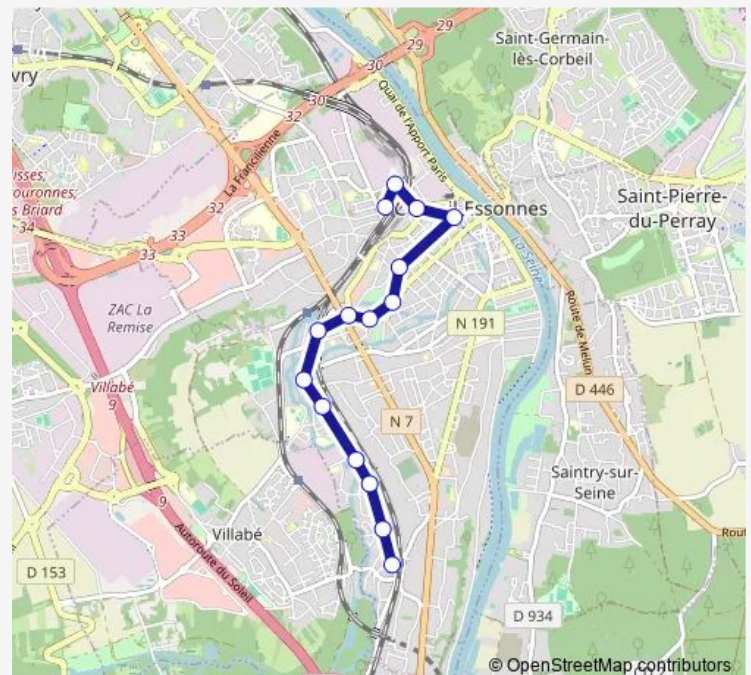 29
Saint-Germain-
lès-Corbeil
29
30
vry
30
32
Quai de l'Apport Paris
La Francilienne
usses;
ouronnes;
s Briard
34
32
33
33
Essonnes
Saint-Pierre-
du-Perray
La Seine
ZAC La
Remise
N 191
Route de Melun
Villabé
9
D 446
N 7
Saintry-sur-
Seine
9
Villabé
Autoroute du Soleil
Rout
D 153
D 934
© OpenStreetMap contributors